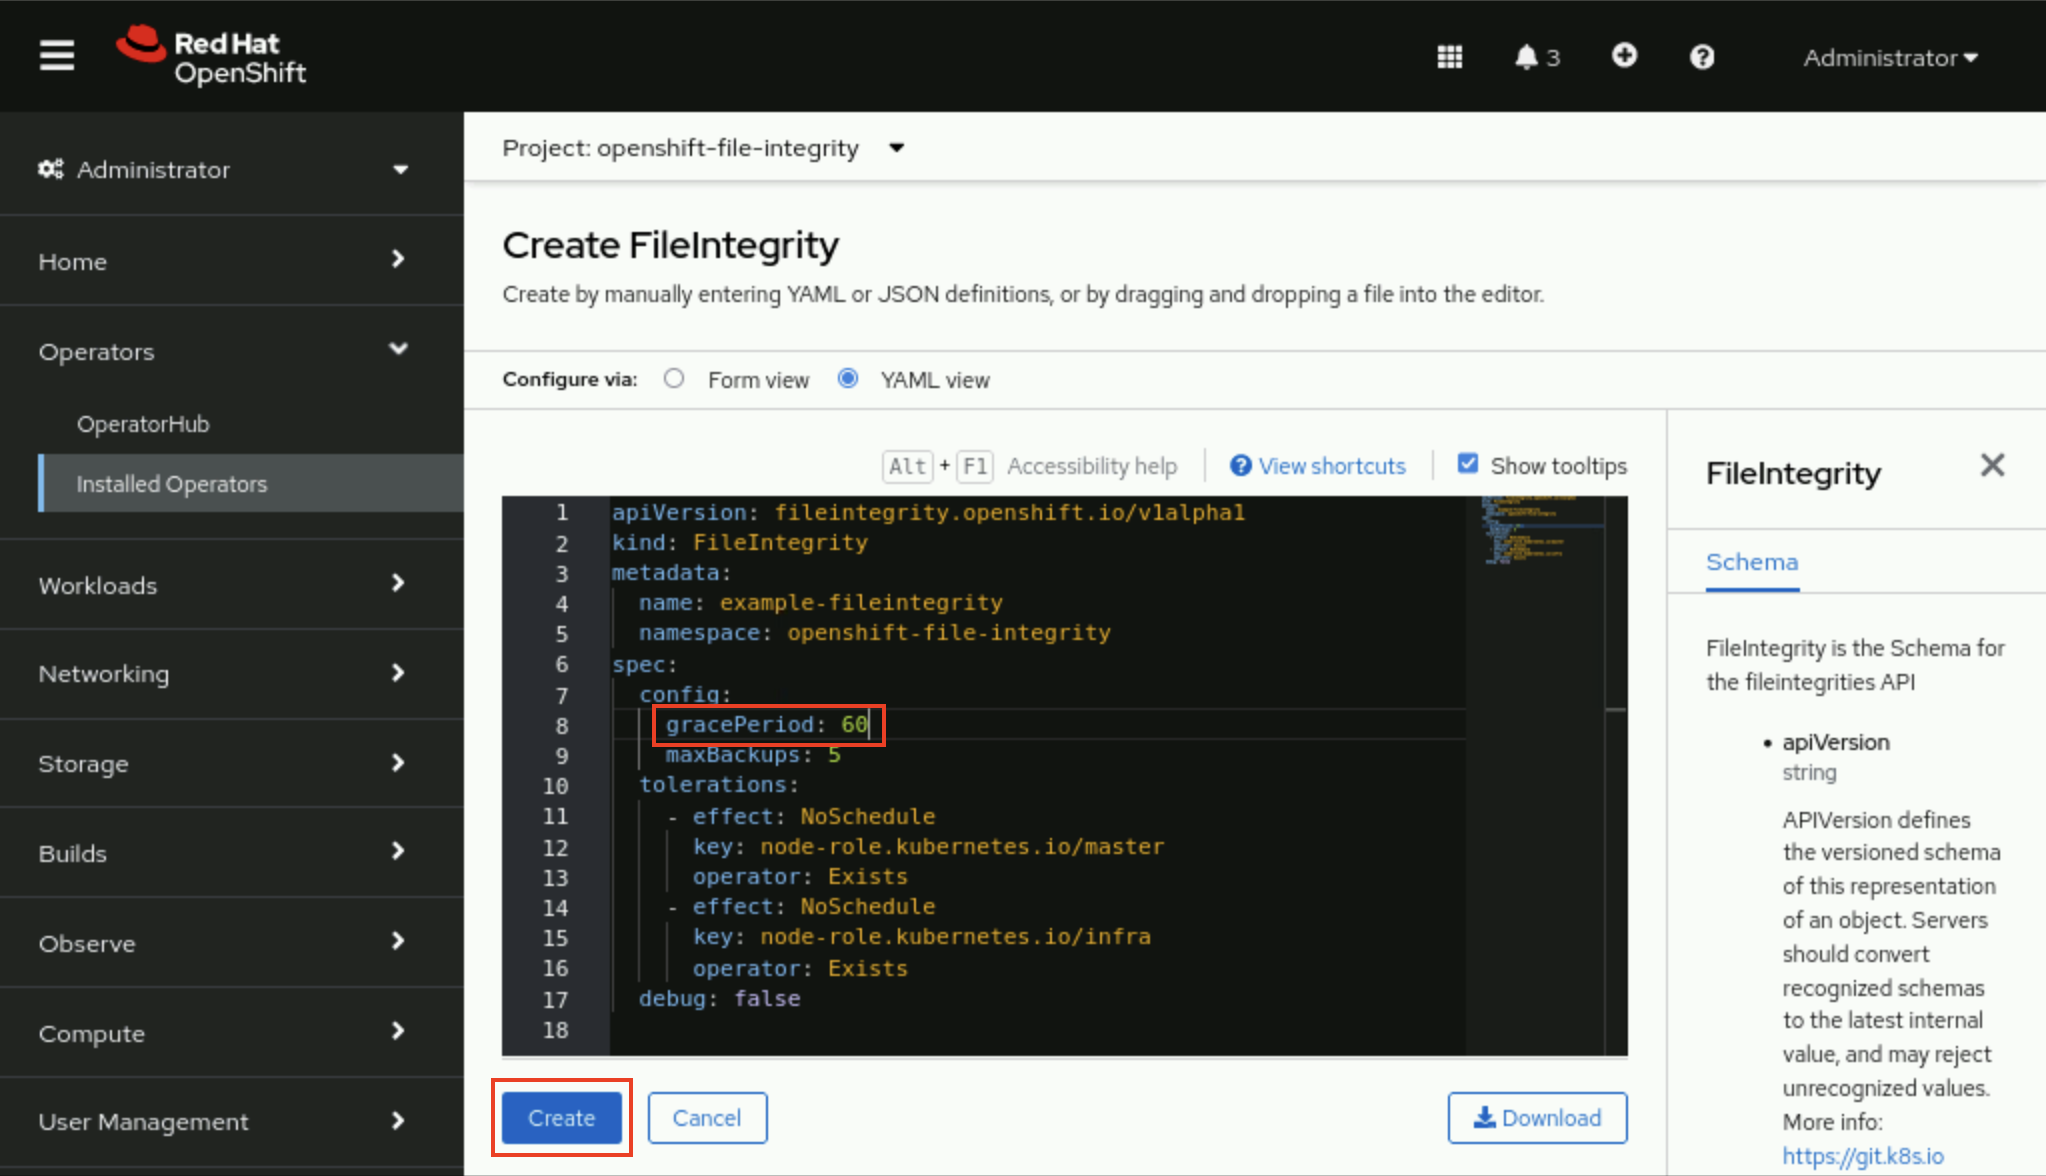 Red Hat
OpenShift
3
Administrator
Administrator
Home
Operators
OperatorHub
Installed Operators
Workloads
Networking
Storage
Builds
Observe
Compute
User Management
Project: openshift-file-integrity
Create FileIntegrity
Create by manually entering YAML or JSON definitions, or by dragging and dropping a file into the editor.
Configure via: Form view YAML view
Alt + F1 Accessibility help View shortcuts Show tooltips
1 apiVersion: fileintegrity.openshift.io/v1alpha1
2 kind: FileIntegrity
3 metadata:
4 name: example-fileintegrity
5 namespace: openshift-file-integrity
6 spec:
7 config:
8 gracePeriod: 60
9 maxBackups: 5
10 tolerations:
11 - effect: NoSchedule
12 key: node-role.kubernetes.io/master
13 operator: Exists
14 - effect: NoSchedule
15 key: node-role.kubernetes.io/infra
16 operator: Exists
17 debug: false
18
Create Cancel Download
FileIntegrity
Schema
FileIntegrity is the Schema for
the fileintegrities API
• apiVersion
string
APIVersion defines
the versioned schema
of this representation
of an object. Servers
should convert
recognized schemas
to the latest internal
value, and may reject
unrecognized values.
More info:
https://git.k8s.io